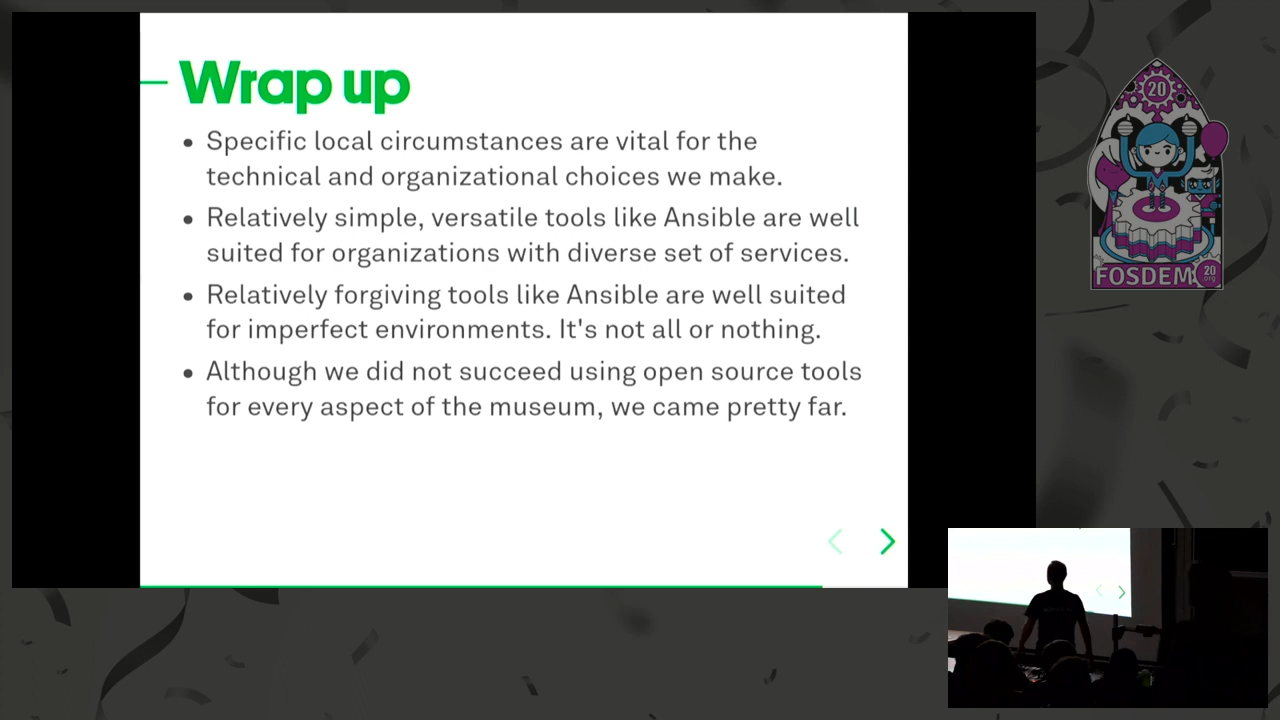 Wrap up
• Specific local circumstances are vital for the
technical and organizational choices we make.
• Relatively simple, versatile tools like Ansible are well
suited for organizations with diverse set of services.
• Relatively forgiving tools like Ansible are well suited
for imperfect environments. It's not all or nothing.
• Although we did not succeed using open source tools
for every aspect of the museum, we came pretty far.
20
FOSDEM
20
.org